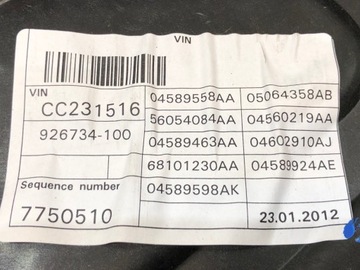 VIN
VIN
CC231516
926734-100
Sequence number
7750510
04589558AA 05064358AB
56054084AA 04560219AA
04589463AA 04602910AJ
68101230AA 04589924AE
04589598AK
23.01.2012